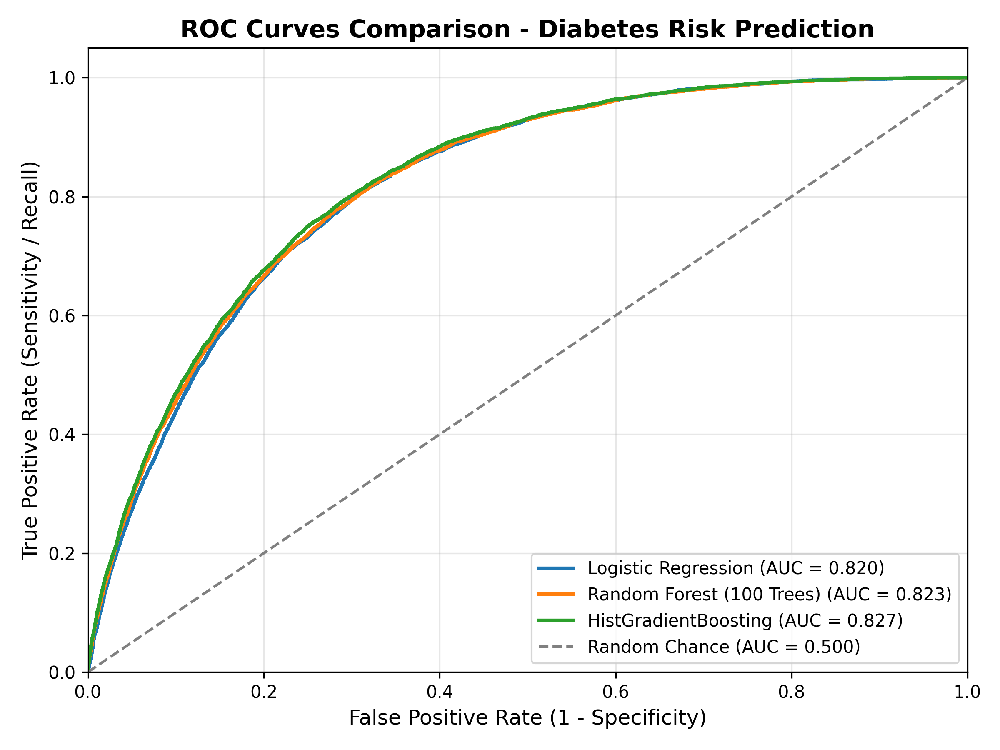 ROC Curves Comparison - Diabetes Risk Prediction
True Positive Rate (Sensitivity / Recall)
1.0
0.8
0.6
0.4
0.2
0.0
Logistic Regression (AUC = 0.820)
Random Forest (100 Trees) (AUC = 0.823)
HistGradientBoosting (AUC = 0.827)
Random Chance (AUC = 0.500)
0.0 0.2 0.4 0.6 0.8 1.0
False Positive Rate (1 - Specificity)